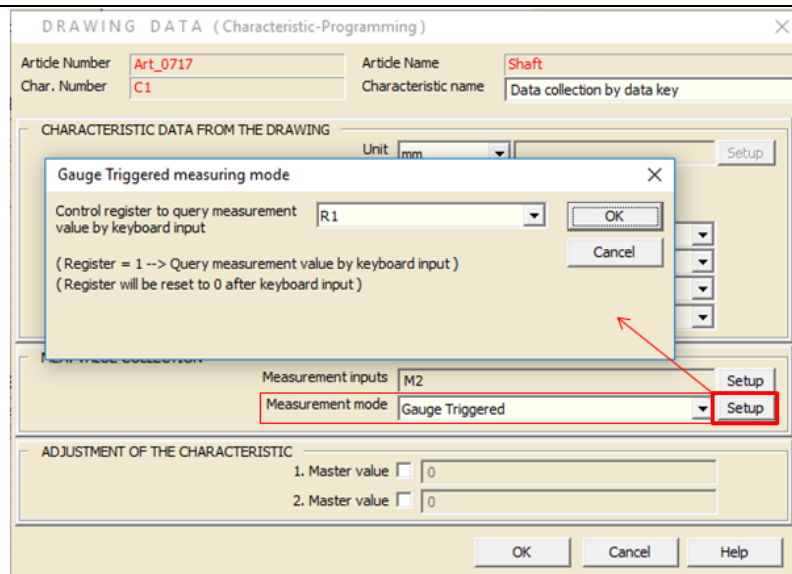 DRAWING DATA (Characteristic-Programming)
Article Number Art_0717 Article Name Shaft
Char. Number C1 Characteristic name Data collection by data key
CHARACTERISTIC DATA FROM THE DRAWING
Unit mm Setup
Gauge Triggered measuring mode
Control register to query measurement R1 OK
value by keyboard input
Cancel
( Register = 1 --> Query measurement value by keyboard input )
( Register will be reset to 0 after keyboard input )
Measurement inputs M2 Setup
Measurement mode Gauge Triggered Setup
ADJUSTMENT OF THE CHARACTERISTIC
1. Master value 0
2. Master value 0
OK Cancel Help